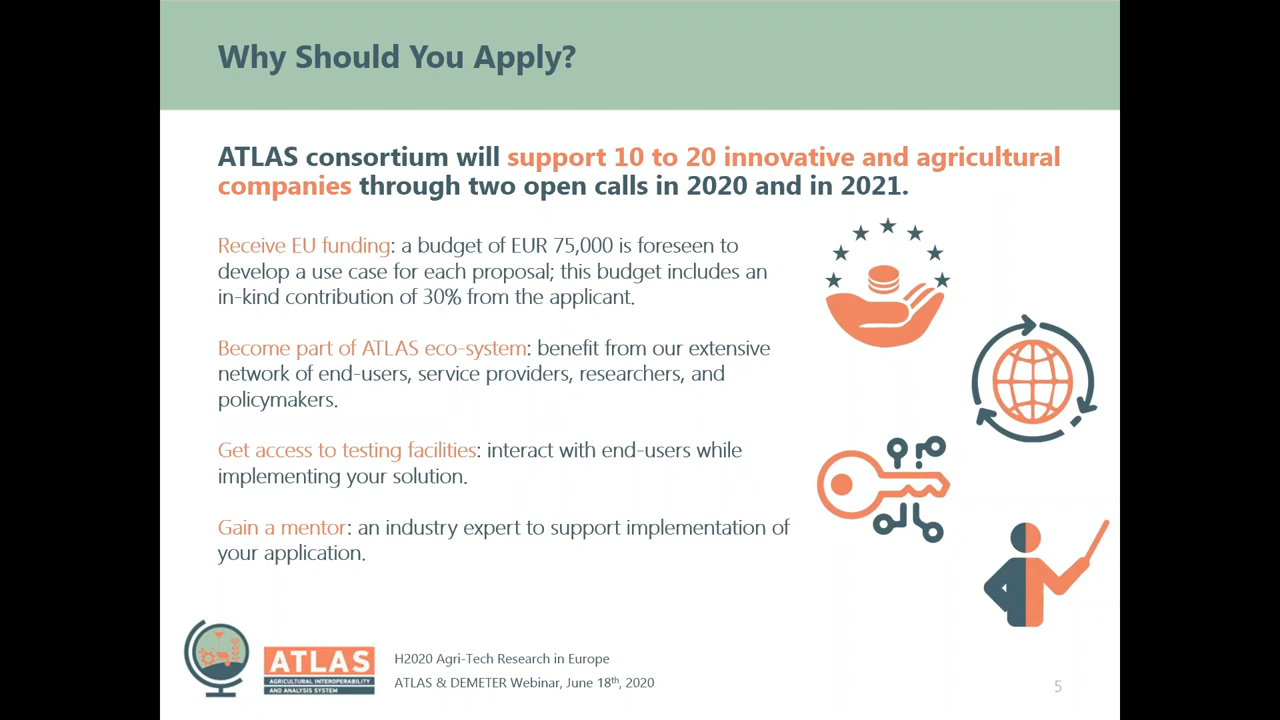 Why Should You Apply?
ATLAS consortium will support 10 to 20 innovative and agricultural
companies through two open calls in 2020 and in 2021.
Receive EU funding: a budget of EUR 75,000 is foreseen to
develop a use case for each proposal; this budget includes an
in-kind contribution of 30% from the applicant.
Become part of ATLAS eco-system: benefit from our extensive
network of end-users, service providers, researchers, and
policymakers.
Get access to testing facilities: interact with end-users while
implementing your solution.
Gain a mentor: an industry expert to support implementation of
your application.
ATLAS
AGRICULTURAL INTEROPERABILITY
AND ANALYSIS SYSTEM
H2020 Agri-Tech Research in Europe
ATLAS & DEMETER Webinar, June 18th, 2020
5